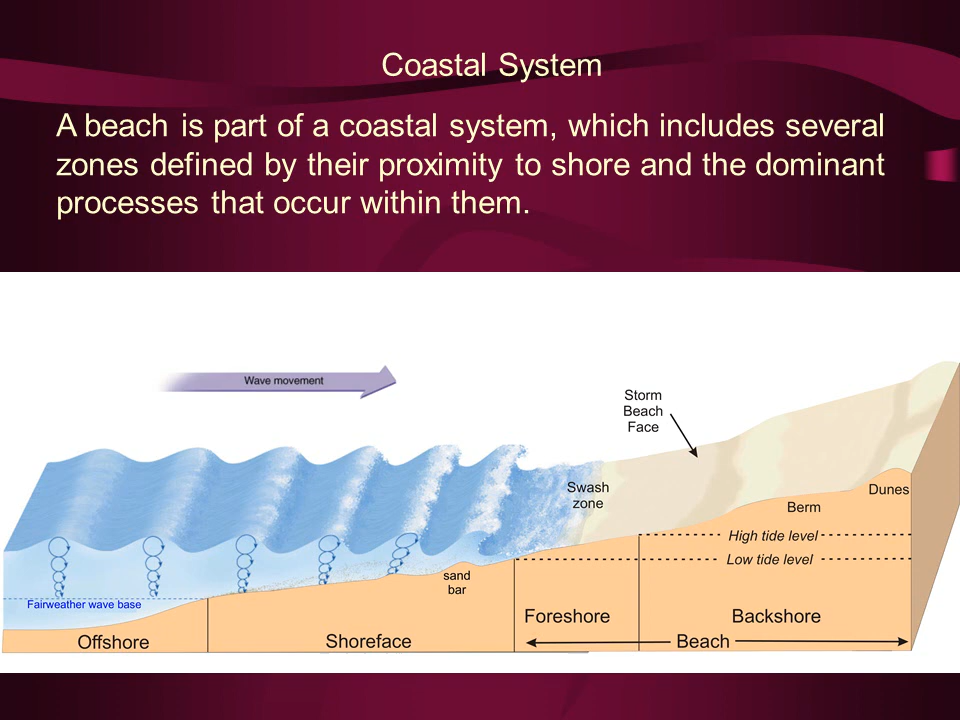 Coastal System
A beach is part of a coastal system, which includes several
zones defined by their proximity to shore and the dominant
processes that occur within them.
Wave movement
Storm
Beach
Face
Swash
zone
Dunes
Berm
High tide level
Low tide level
sand
bar
Fairweather wave base
Foreshore
Backshore
Offshore
Shoreface
Beach